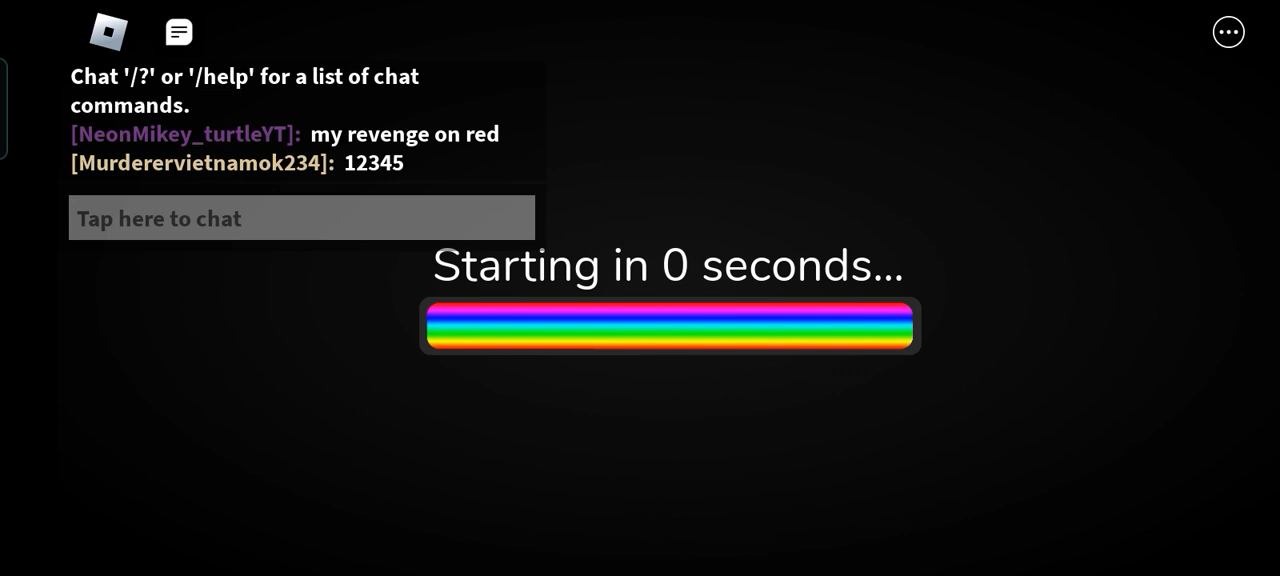 Chat '/?' or '/help' for a list of chat
commands.
[NeonMikey_turtleYT]: my revenge on red
[Murderervietnamok234]: 12345
Tap here to chat
Starting in 0 seconds...